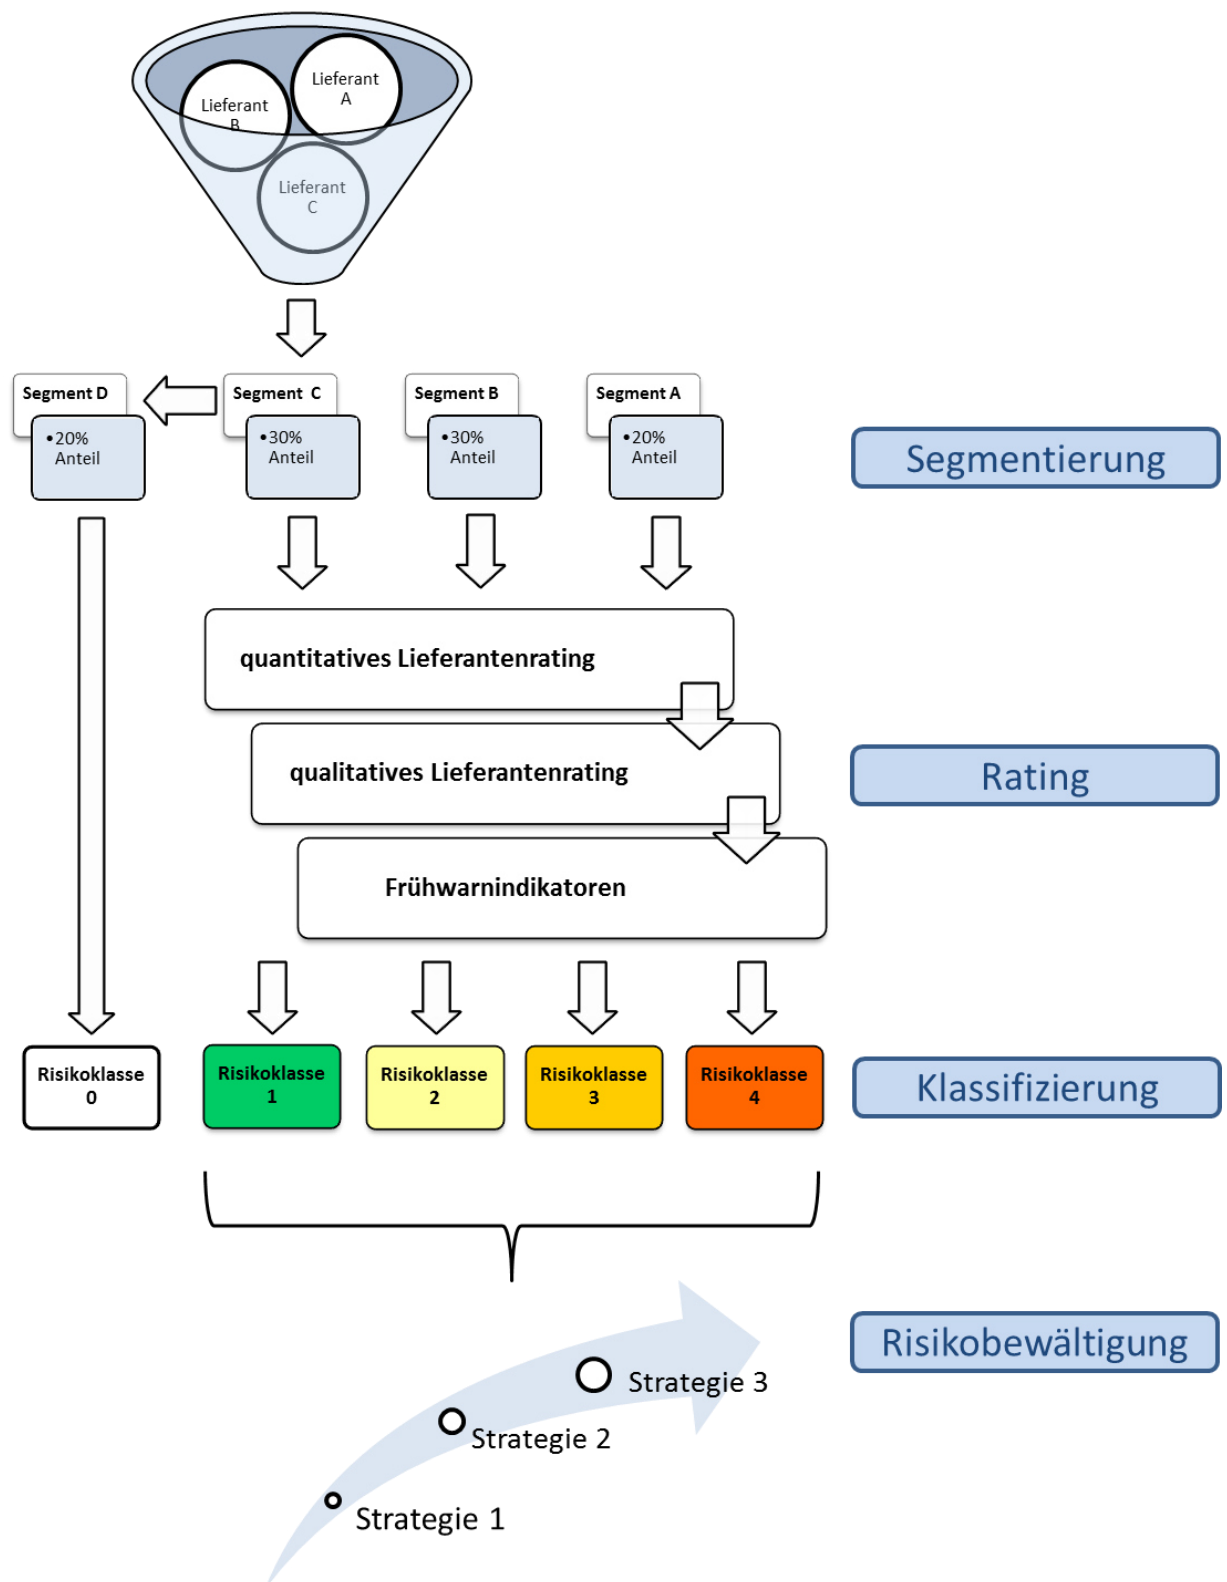 Lieferant
A
Lieferant
B
Lieferant
C
Segment D
•20%
Anteil
Segment C
•30%
Anteil
Segment B
•30%
Anteil
Segment A
•20%
Anteil
Segmentierung
quantitatives Lieferantenrating
qualitatives Lieferantenrating
Rating
Frühwarnindikatoren
Risikoklasse
0
Risikoklasse
1
Risikoklasse
2
Risikoklasse
3
Risikoklasse
4
Klassifizierung
Risikobewältigung
Strategie 3
Strategie 2
Strategie 1